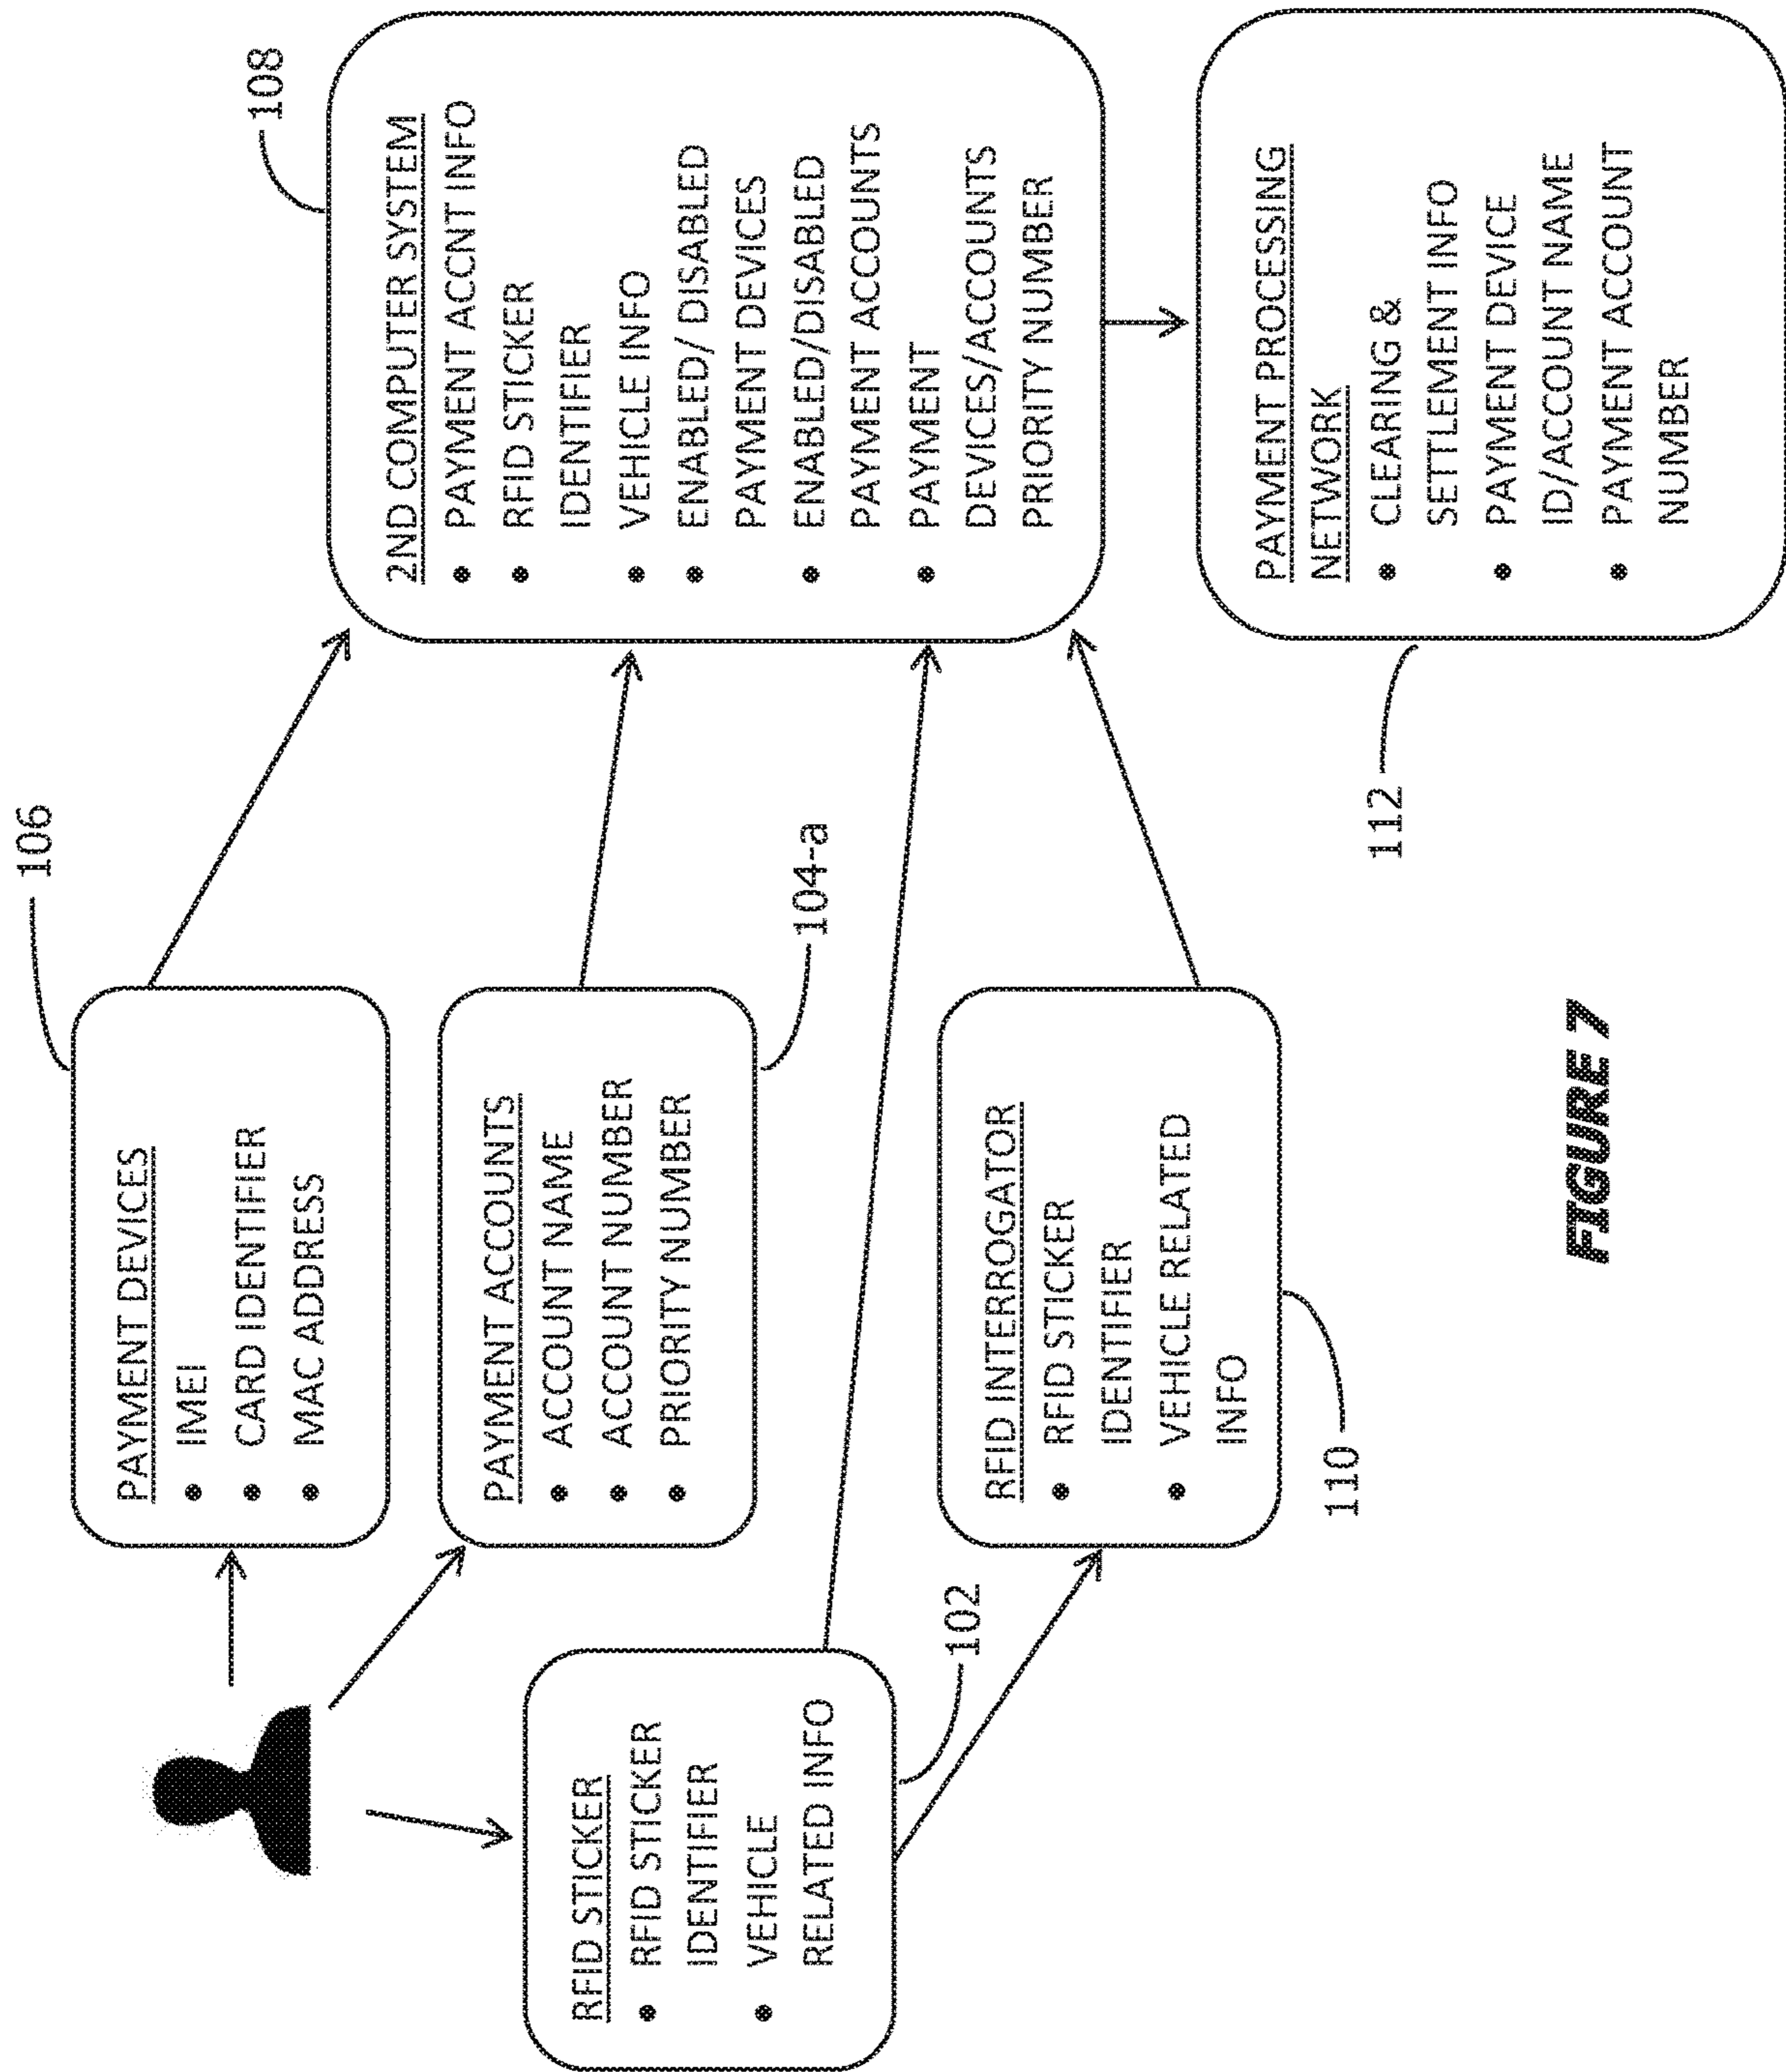 106
PAYMENT DEVICES
• IMEI
• CARD IDENTIFIER
• MAC ADDRESS
PAYMENT ACCOUNTS
• ACCOUNT NAME
• ACCOUNT NUMBER
• PRIORITY NUMBER
104-a
RFID STICKER
• RFID STICKER
IDENTIFIER
• VEHICLE
RELATED INFO
102
RFID INTERROGATOR
• RFID STICKER
IDENTIFIER
• VEHICLE RELATED
INFO
110
108
2ND COMPUTER SYSTEM
• PAYMENT ACCNT INFO
• RFID STICKER
IDENTIFIER
• VEHICLE INFO
• ENABLED/ DISABLED
PAYMENT DEVICES
• ENABLED/DISABLED
PAYMENT ACCOUNTS
• PAYMENT
DEVICES/ACCOUNTS
PRIORITY NUMBER
112
PAYMENT PROCESSING
NETWORK
• CLEARING &
SETTLEMENT INFO
• PAYMENT DEVICE
ID/ACCOUNT NAME
• PAYMENT ACCOUNT
NUMBER
FIGURE 7